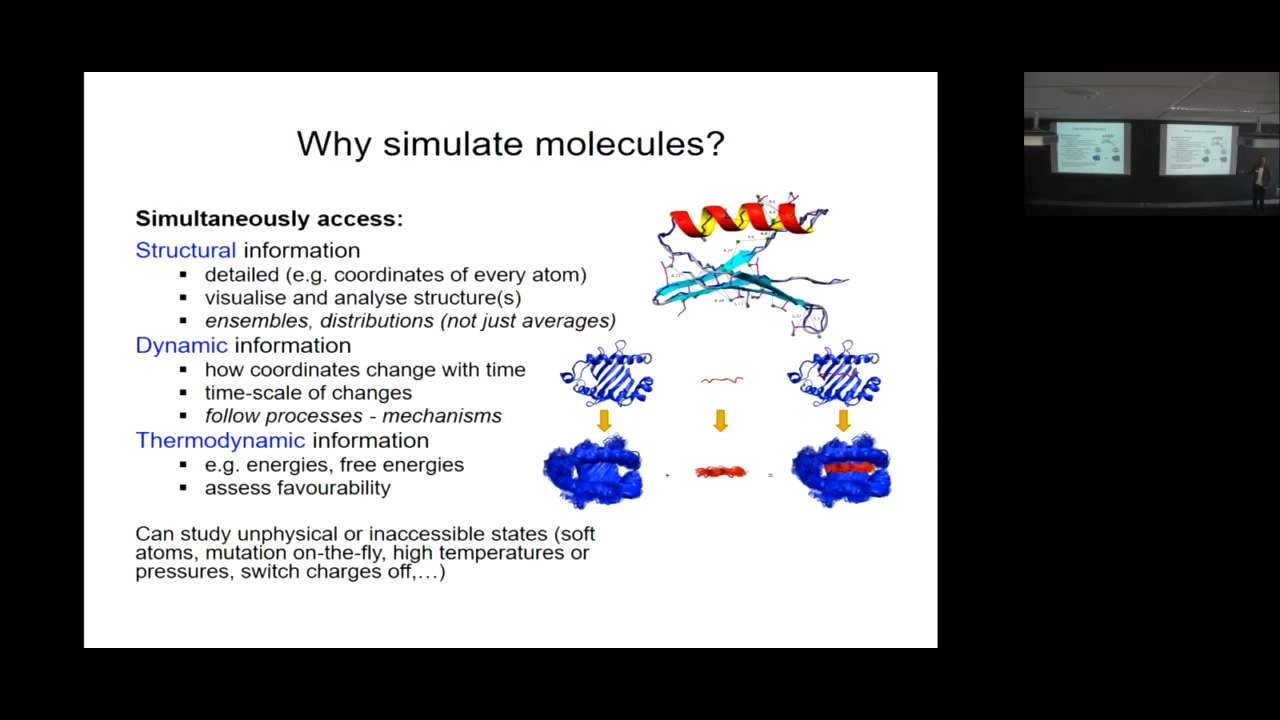 Why simulate molecules?
Simultaneously access:
Structural information
▪ detailed (e.g. coordinates of every atom)
▪ visualise and analyse structure(s)
▪ ensembles, distributions (not just averages)
Dynamic information
▪ how coordinates change with time
▪ time-scale of changes
▪ follow processes - mechanisms
Thermodynamic information
▪ e.g. energies, free energies
▪ assess favourability
+ =
Can study unphysical or inaccessible states (soft
atoms, mutation on-the-fly, high temperatures or
pressures, switch charges off,...)